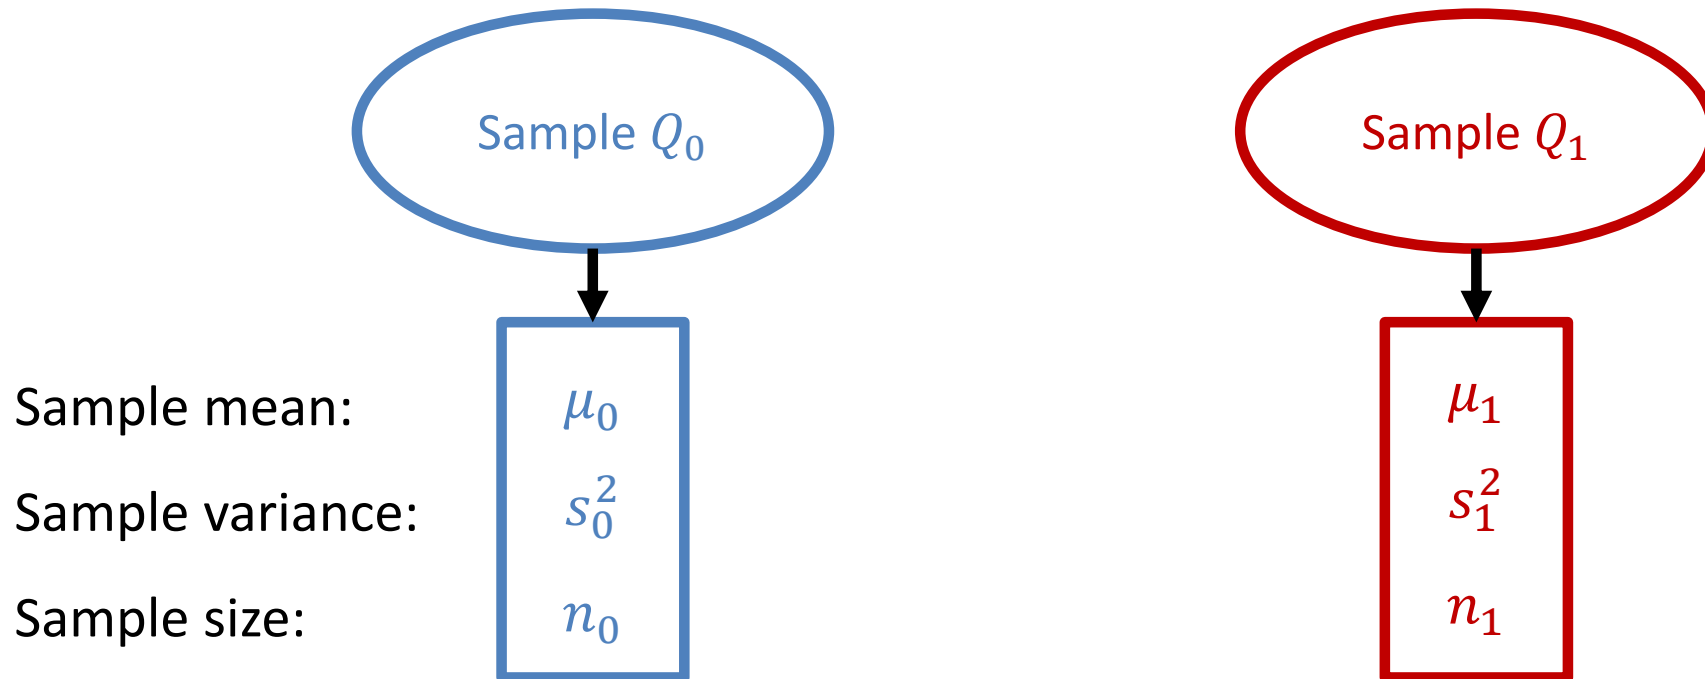 Sample Q₀
Sample Q₁
Sample mean: μ₀ μ₁
Sample variance: s₀² s₁²
Sample size: n₀ n₁